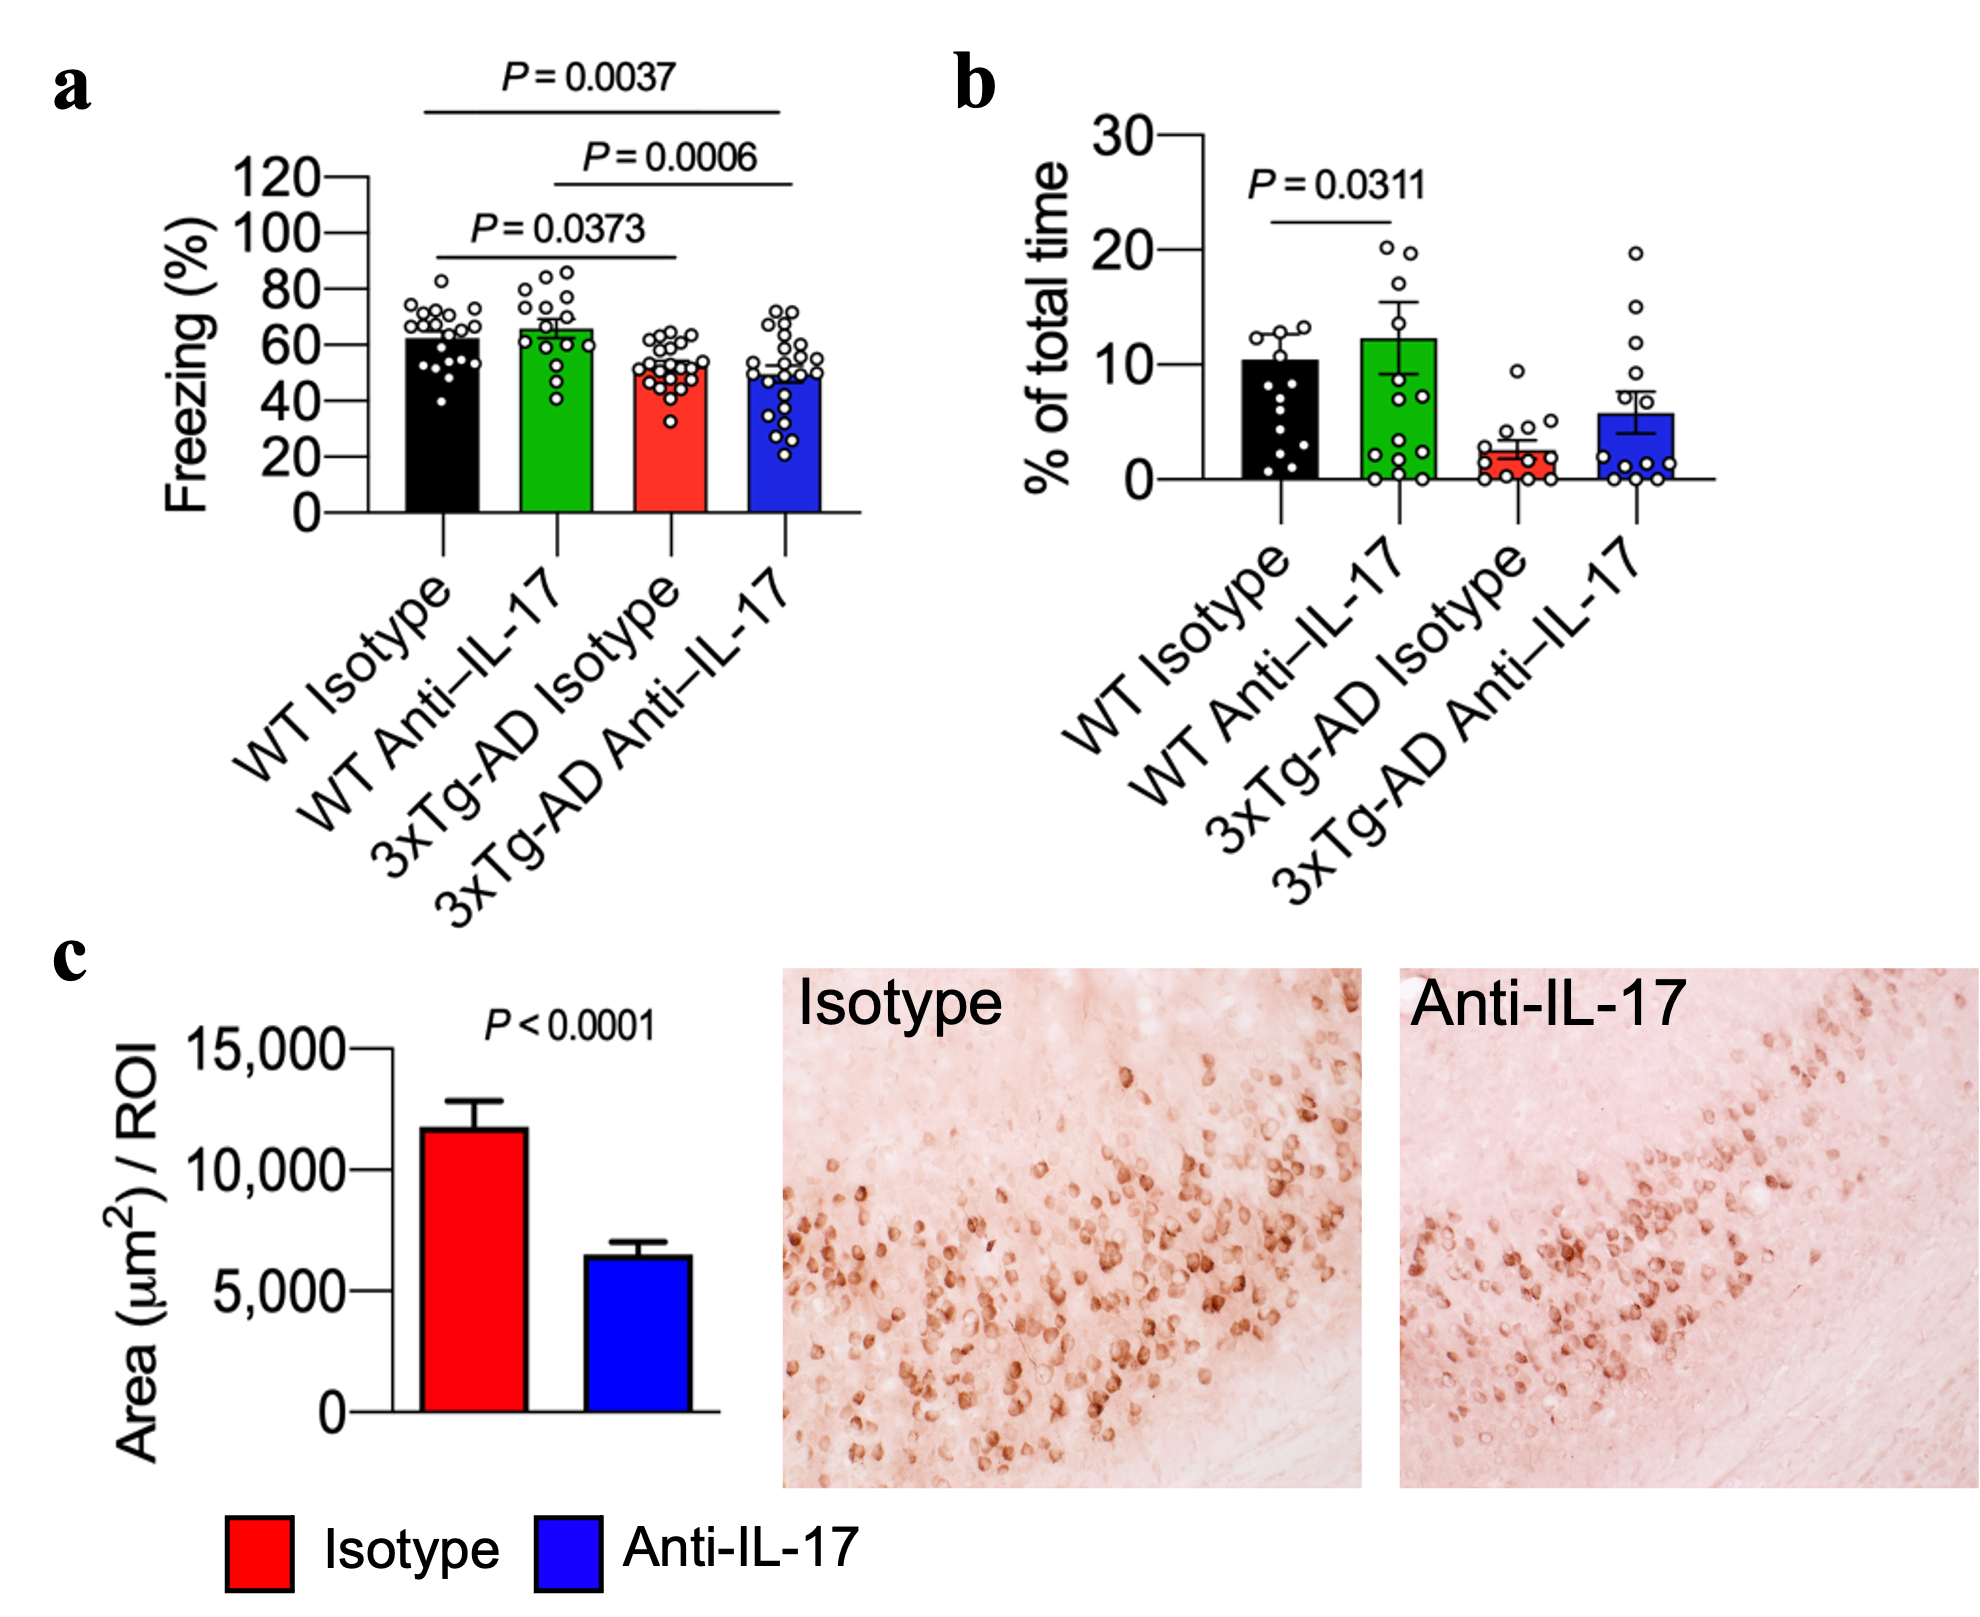 a
P = 0.0037
P = 0.0006
P = 0.0373
Freezing (%)
120
100
80
60
40
20
0
WT Isotype
WT Anti–IL-17
3xTg-AD Isotype
3xTg-AD Anti–IL-17
b
P = 0.0311
% of total time
30
20
10
0
WT Isotype
WT Anti–IL-17
3xTg-AD Isotype
3xTg-AD Anti–IL-17
c
P < 0.0001
Area (μm²) / ROI
15,000
10,000
5,000
0
Isotype
Anti-IL-17
Isotype
Anti-IL-17